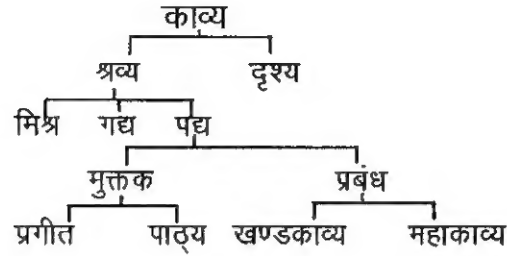 काव्य
श्रव्य दृश्य
मिश्र गद्य पद्य
मुक्तक प्रबंध
प्रगीत पाठ्य खण्डकाव्य महाकाव्य